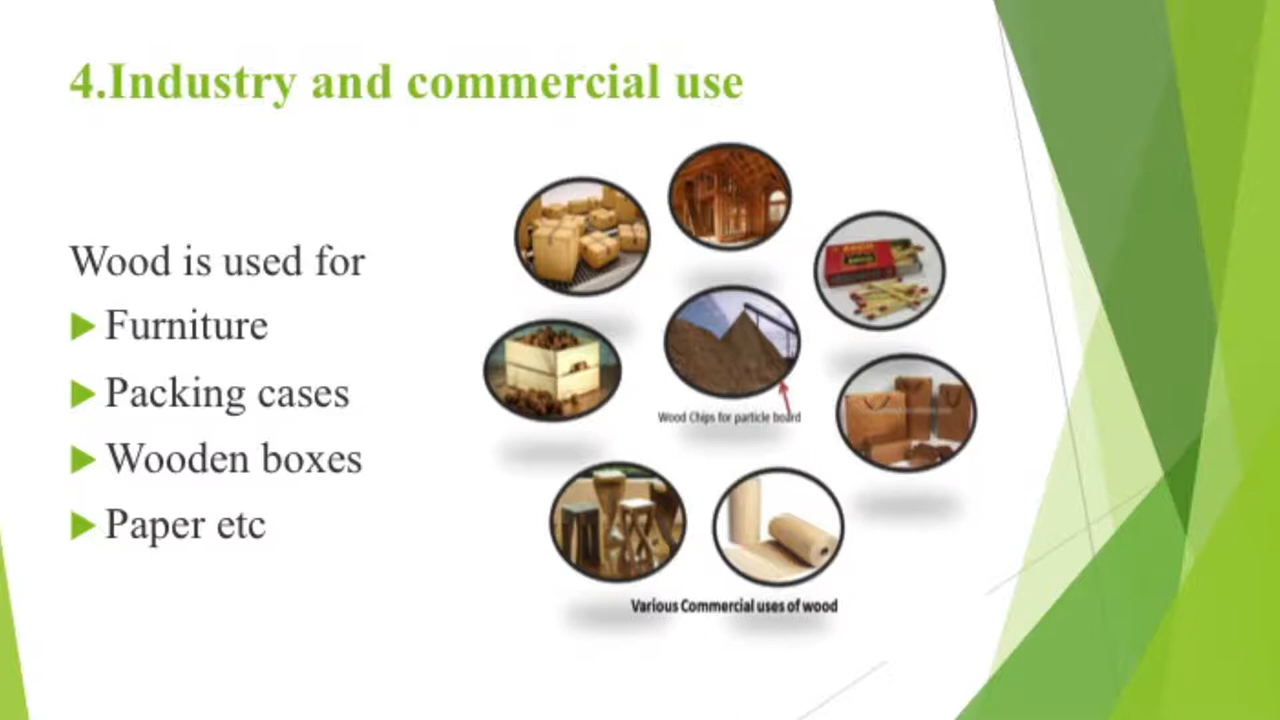 4.Industry and commercial use
Wood is used for
Furniture
Packing cases
Wooden boxes
Paper etc
Wood Chips for particle board
Various Commercial uses of wood